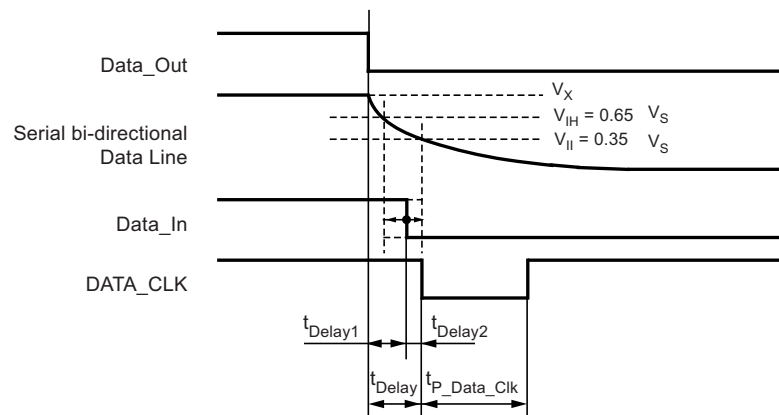 Data_Out
V_X
V_IH = 0.65 V_S
Serial bi-directional
Data Line
V_Il = 0.35 V_S
Data_In
DATA_CLK
t_Delay1
t_Delay2
t_Delay
t_P_Data_Clk